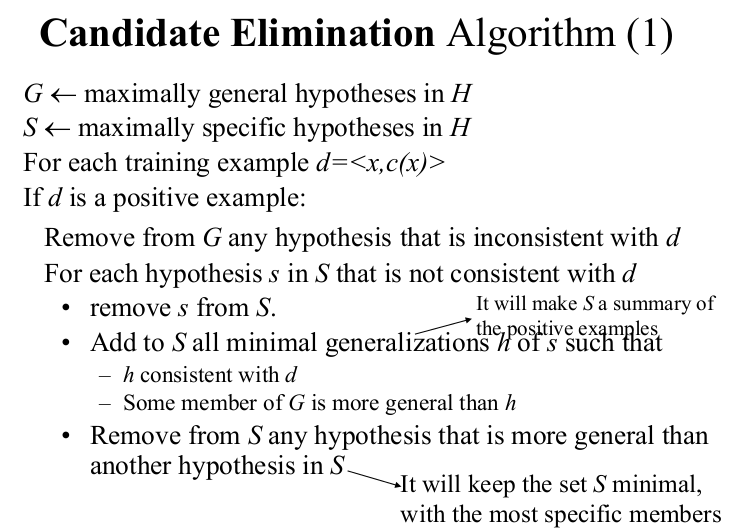 Candidate Elimination Algorithm (1)
G ← maximally general hypotheses in H
S ← maximally specific hypotheses in H
For each training example d=<x,c(x)>
If d is a positive example:
Remove from G any hypothesis that is inconsistent with d
For each hypothesis s in S that is not consistent with d
• remove s from S.
It will make S a summary of
the positive examples
• Add to S all minimal generalizations h of s such that
– h consistent with d
– Some member of G is more general than h
• Remove from S any hypothesis that is more general than
another hypothesis in S
It will keep the set S minimal,
with the most specific members